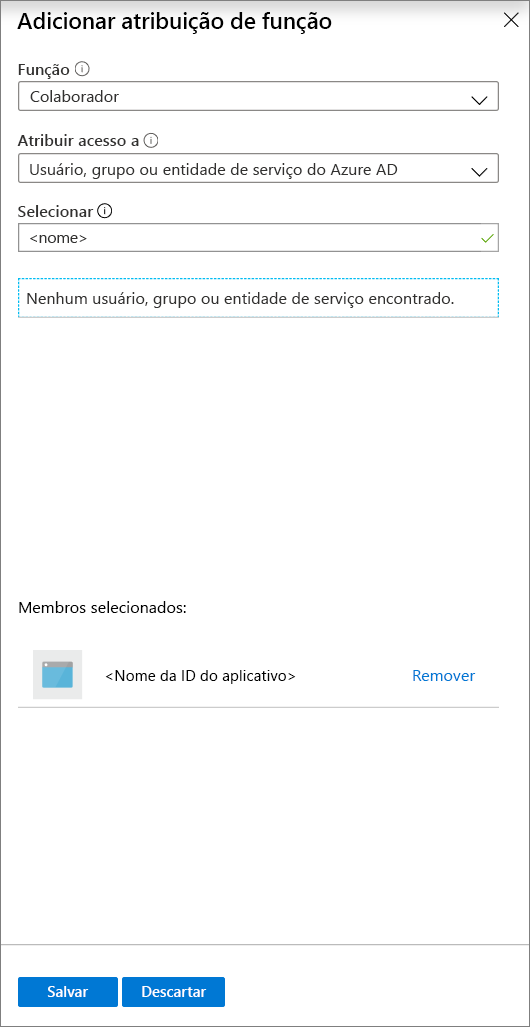 Adicionar atribuição de função
Função
Colaborador
Atribuir acesso a
Usuário, grupo ou entidade de serviço do Azure AD
Selecionar
<nome>
Nenhum usuário, grupo ou entidade de serviço encontrado.
Membros selecionados:
<Nome da ID do aplicativo> Remover
Salvar Descartar